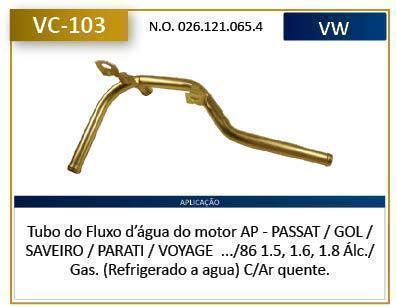 VC-103
N.O. 026.121.065.4
VW
APLICAÇÃO
Tubo do Fluxo d’água do motor AP - PASSAT / GOL /
SAVEIRO / PARATI / VOYAGE .../86 1.5, 1.6, 1.8 Álc./
Gas. (Refrigerado a agua) C/Ar quente.